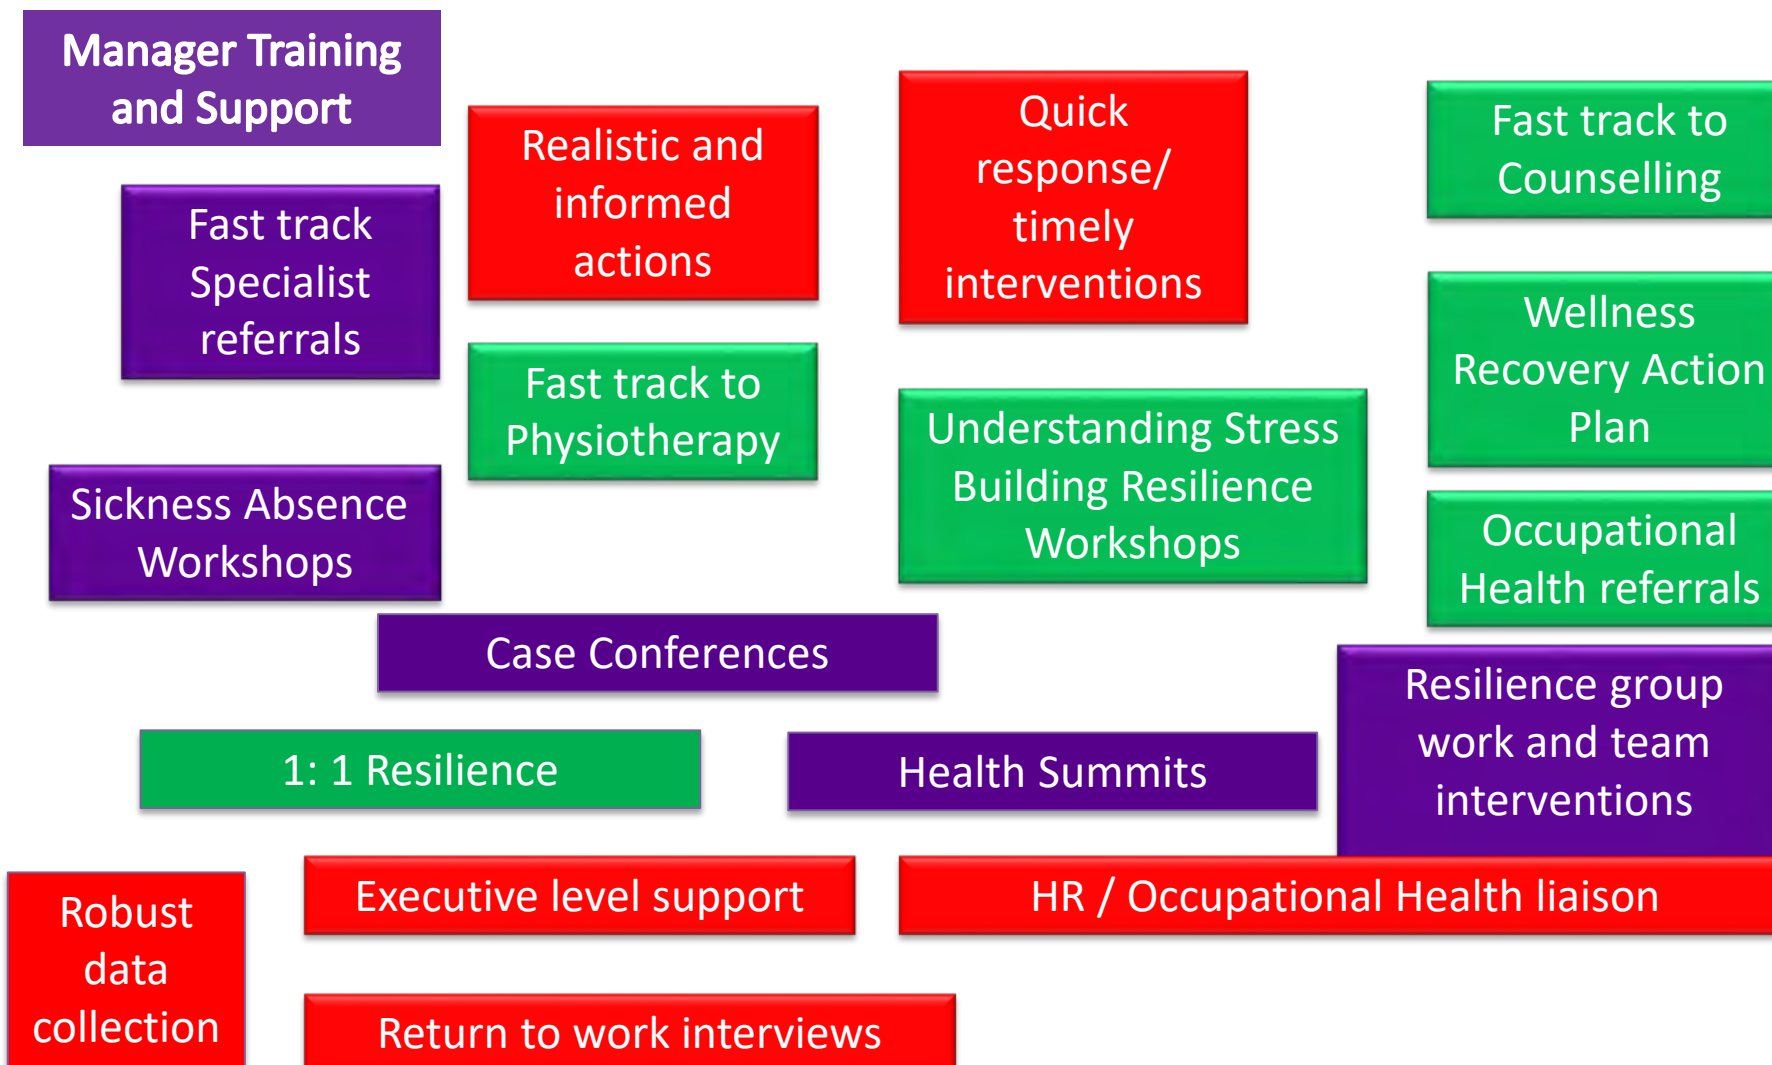 Manager Training
and Support
Realistic and
informed
actions
Quick
response/
timely
interventions
Fast track to
Counselling
Fast track
Specialist
referrals
Fast track to
Physiotherapy
Understanding Stress
Building Resilience
Workshops
Wellness
Recovery Action
Plan
Sickness Absence
Workshops
Occupational
Health referrals
Case Conferences
Resilience group
work and team
interventions
1: 1 Resilience
Health Summits
Robust
data
collection
Executive level support
HR / Occupational Health liaison
Return to work interviews